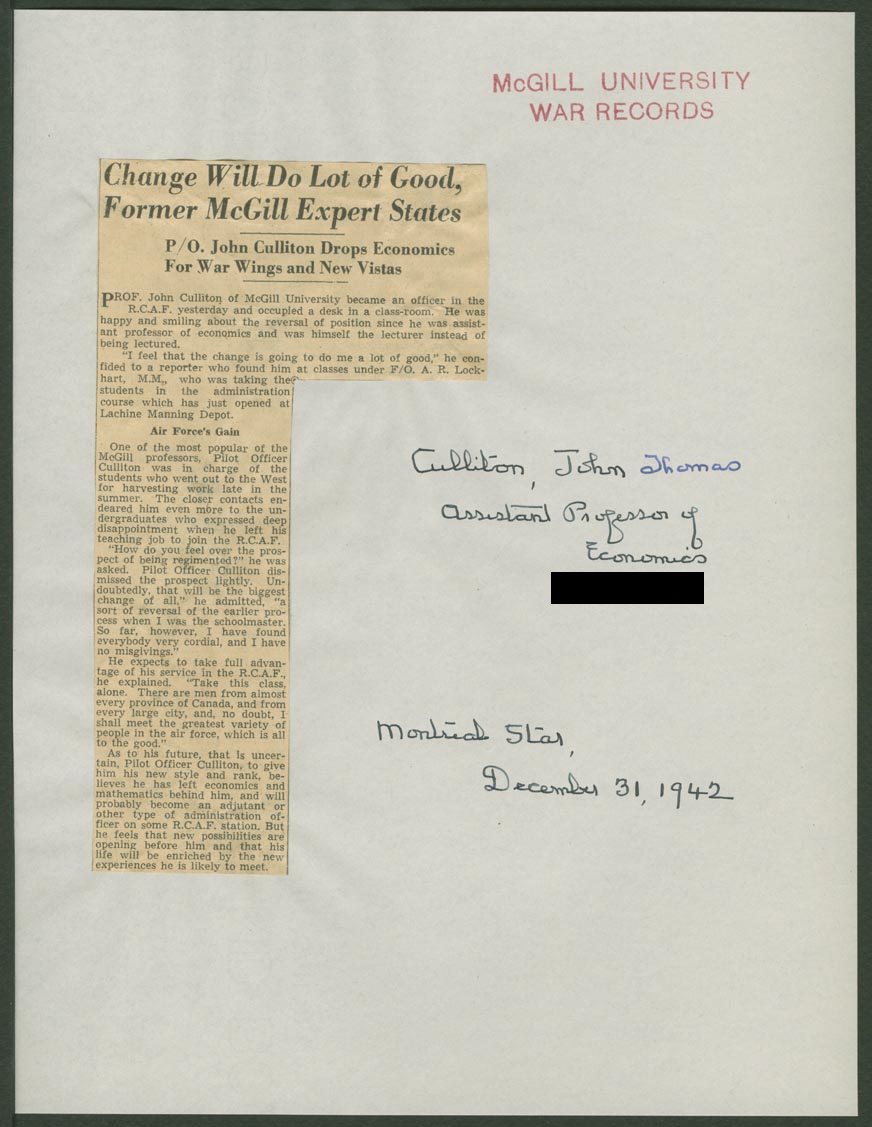 McGILL UNIVERSITY
WAR RECORDS
Change Will Do Lot of Good,
Former McGill Expert States
P/O. John Culliton Drops Economics
For War Wings and New Vistas
PROF. John Culliton of McGill University became an officer in the
R.C.A.F. yesterday and occupied a desk in a class-room. He was
happy and smiling about the reversal of position since he was assist-
ant professor of economics and was himself the lecturer instead of
being lectured.
"I feel that the change is going to do me a lot of good," he con-
fided to a reporter who found him at classes under F/O. A. R. Lock-
hart, M.M., who was taking the
students in the administration
course which has just opened at
Lachine Manning Depot.
Air Force's Gain
One of the most popular of the
McGill professors, Pilot Officer
Culliton was in charge of the
students who went out to the West
for harvesting work late in the
summer. The closer contacts en-
deared him even more to the un-
dergraduates who expressed deep
disappointment when he left his
teaching job to join the R.C.A.F.
"How do you feel over the pros-
pect of being regimented?" he was
asked. Pilot Officer Culliton dis-
missed the prospect lightly. Un-
doubtedly, that will be the biggest
change of all," he admitted, "a
sort of reversal of the earlier pro-
cess when I was the schoolmaster.
So far, however, I have found
everybody very cordial, and I have
no misgivings."
He expects to take full advan-
tage of his service in the R.C.A.F.,
he explained. "Take this class,
alone. There are men from almost
every province of Canada, and from
every large city, and, no doubt, I
shall meet the greatest variety of
people in the air force, which is all
to the good."
As to his future, that is uncer-
tain, Pilot Officer Culliton, to give
him his new style and rank, be-
lieves he has left economics and
mathematics behind him, and will
probably become an adjutant or
other type of administration of-
ficer on some R.C.A.F. station. But
he feels that new possibilities are
opening before him and that his
life will be enriched by the new
experiences he is likely to meet.
Culliton, John Thomas
Assistant Professor of
Economics
Montreal Star,
December 31, 1942